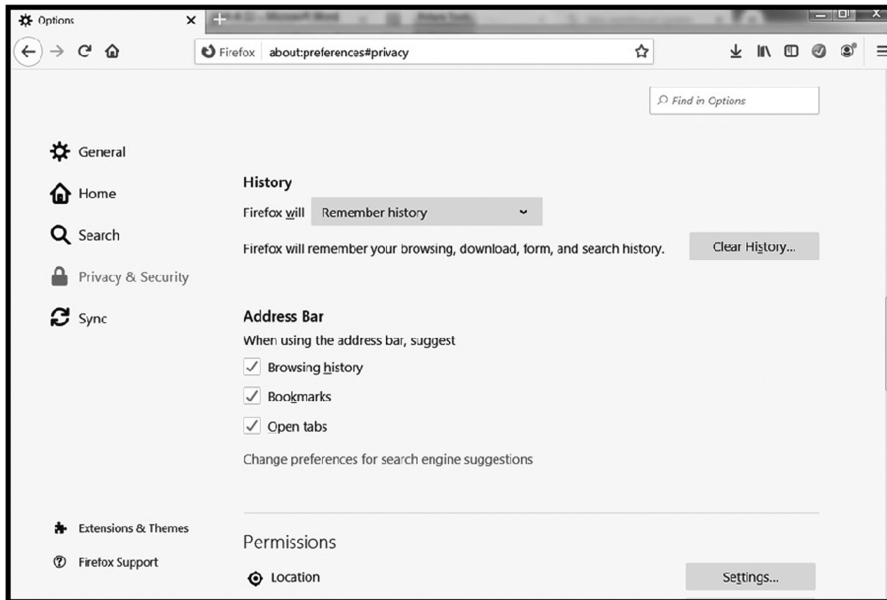 Options
Firefox about:preferences#privacy
Find in Options
General
Home
Search
Privacy & Security
Sync
History
Firefox will Remember history
Firefox will remember your browsing, download, form, and search history. Clear History...
Address Bar
When using the address bar, suggest
Browsing history
Bookmarks
Open tabs
Change preferences for search engine suggestions
Extensions & Themes
Firefox Support
Permissions
Location Settings...